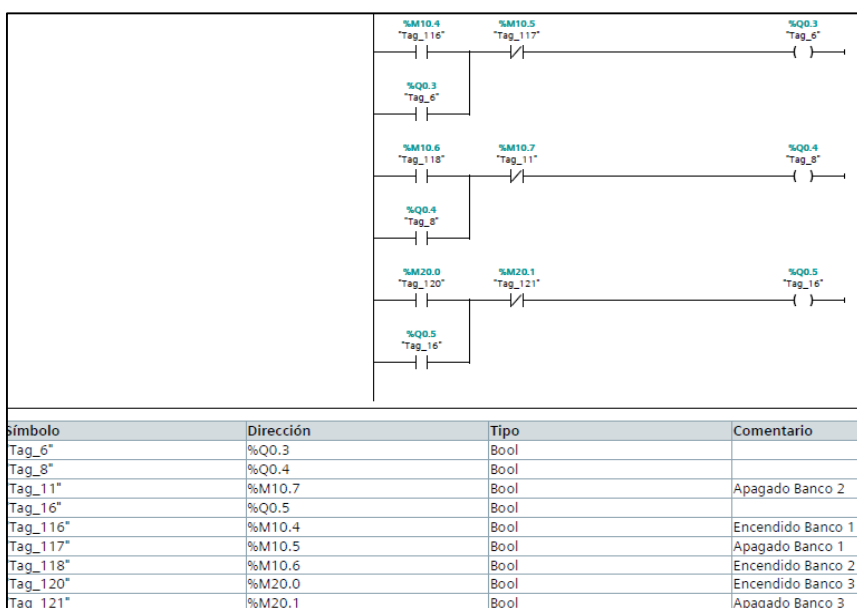 %M10.4 %M10.5 %Q0.3
"Tag_116" "Tag_117" "Tag_6"
%Q0.3
"Tag_6"
%M10.6 %M10.7 %Q0.4
"Tag_118" "Tag_11" "Tag_8"
%Q0.4
"Tag_8"
%M20.0 %M20.1 %Q0.5
"Tag_120" "Tag_121" "Tag_16"
%Q0.5
"Tag_16"
Símbolo Dirección Tipo Comentario
Tag_6" %Q0.3 Bool
Tag_8" %Q0.4 Bool
Tag_11" %M10.7 Bool Apagado Banco 2
Tag_16" %Q0.5 Bool
Tag_116" %M10.4 Bool Encendido Banco 1
Tag_117" %M10.5 Bool Apagado Banco 1
Tag_118" %M10.6 Bool Encendido Banco 2
Tag_120" %M20.0 Bool Encendido Banco 3
Tag_121" %M20.1 Bool Apagado Banco 3